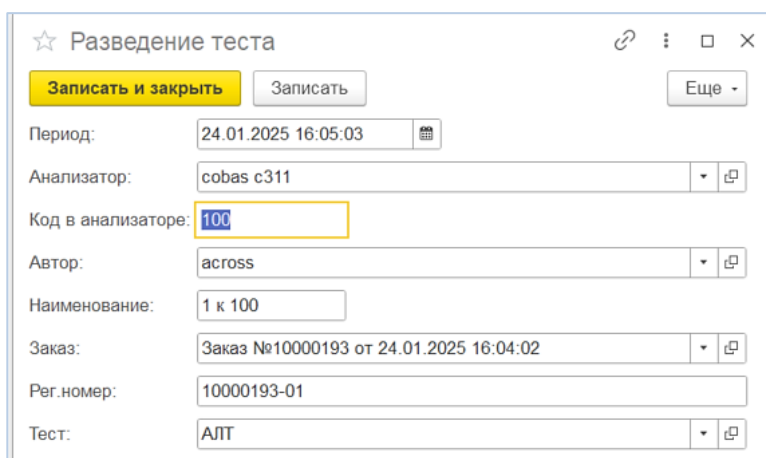 Разведение теста
Записать и закрыть Записать Еще
Период: 24.01.2025 16:05:03
Анализатор: cobas c311
Код в анализаторе: 100
Автор: across
Наименование: 1 к 100
Заказ: Заказ №10000193 от 24.01.2025 16:04:02
Рег.номер: 10000193-01
Тест: АЛТ